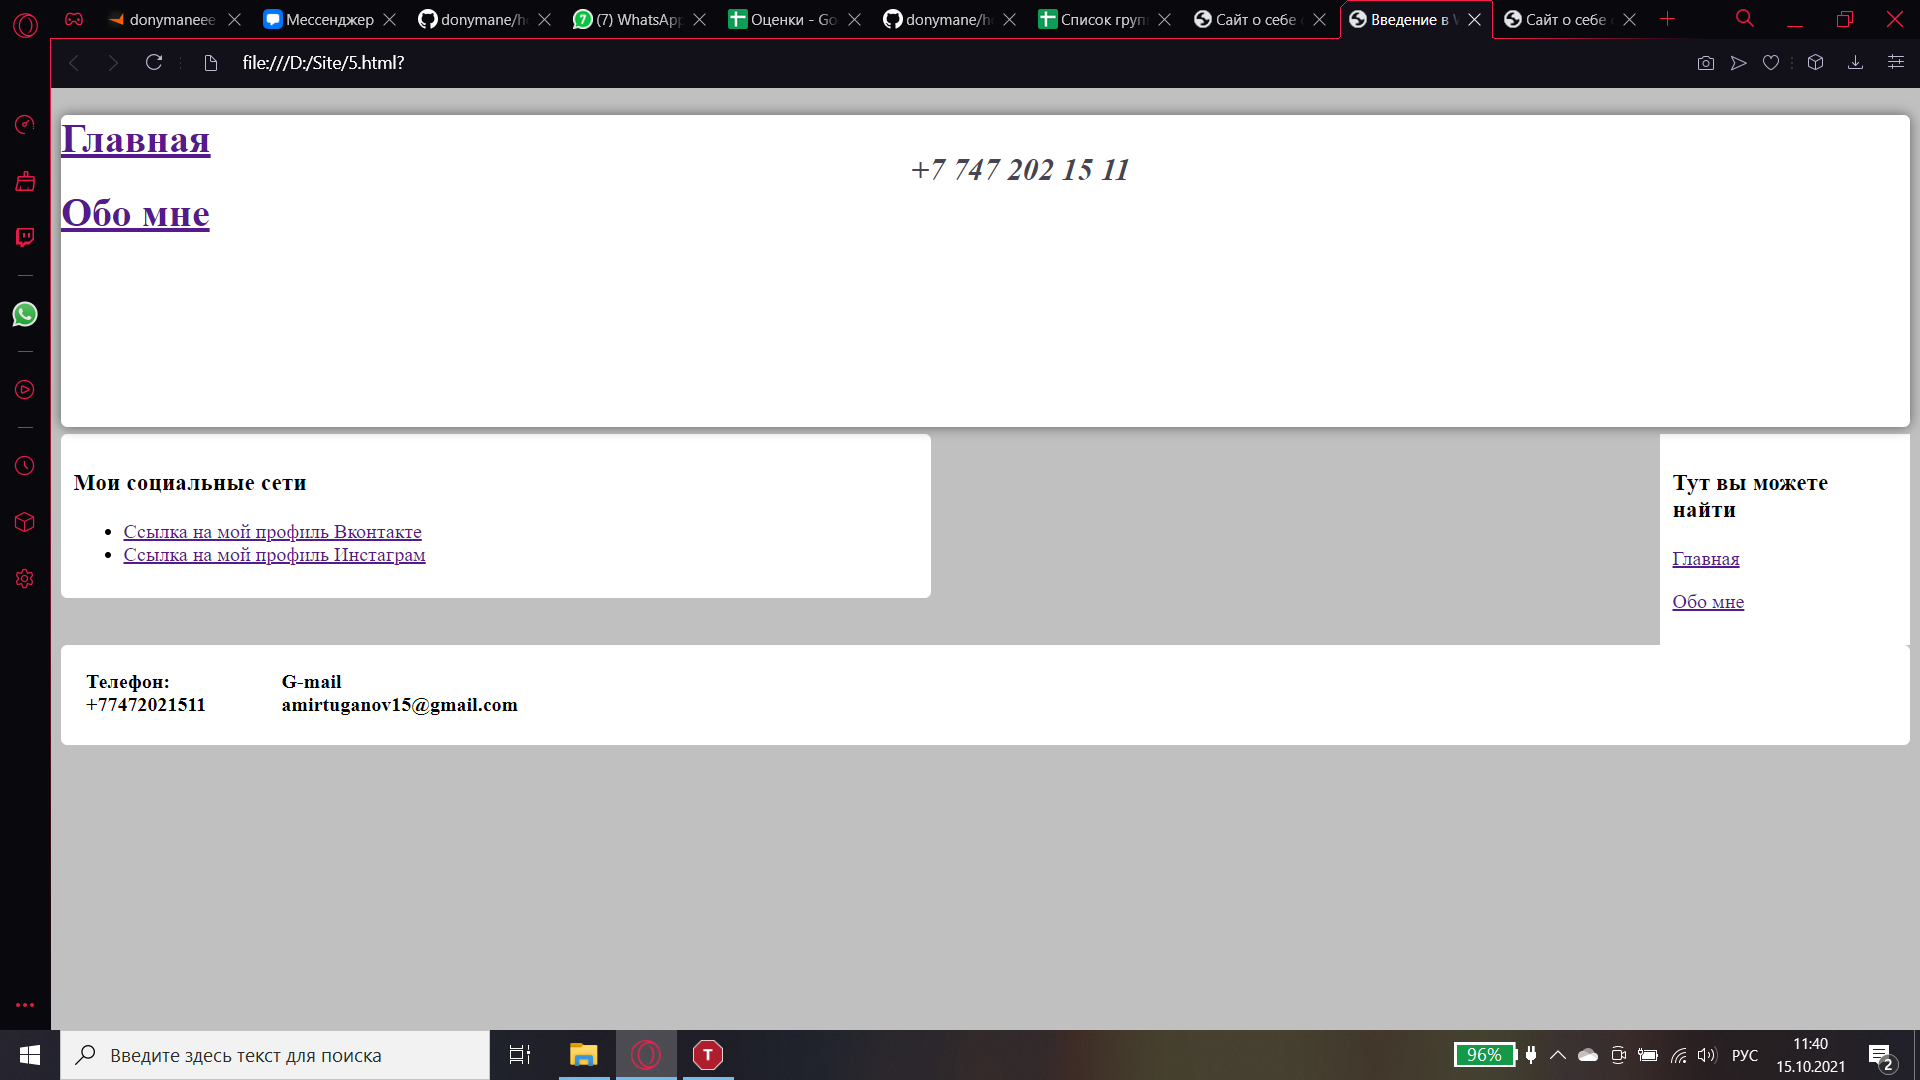 donymaneee
Мессенджер
donymane/h
(7) WhatsApp
Оценки - Go
donymane/h
Список груп
Сайт о себе
Введение в W
Сайт о себе
file:///D:/Site/5.html?
Главная
+7 747 202 15 11
Обо мне
Мои социальные сети
Ссылка на мой профиль Вконтакте
Ссылка на мой профиль Инстаграм
Тут вы можете
найти
Главная
Обо мне
Телефон:
+77472021511
G-mail
amirtuganov15@gmail.com
Введите здесь текст для поиска
T
96%
РУС
11:40
15.10.2021
2